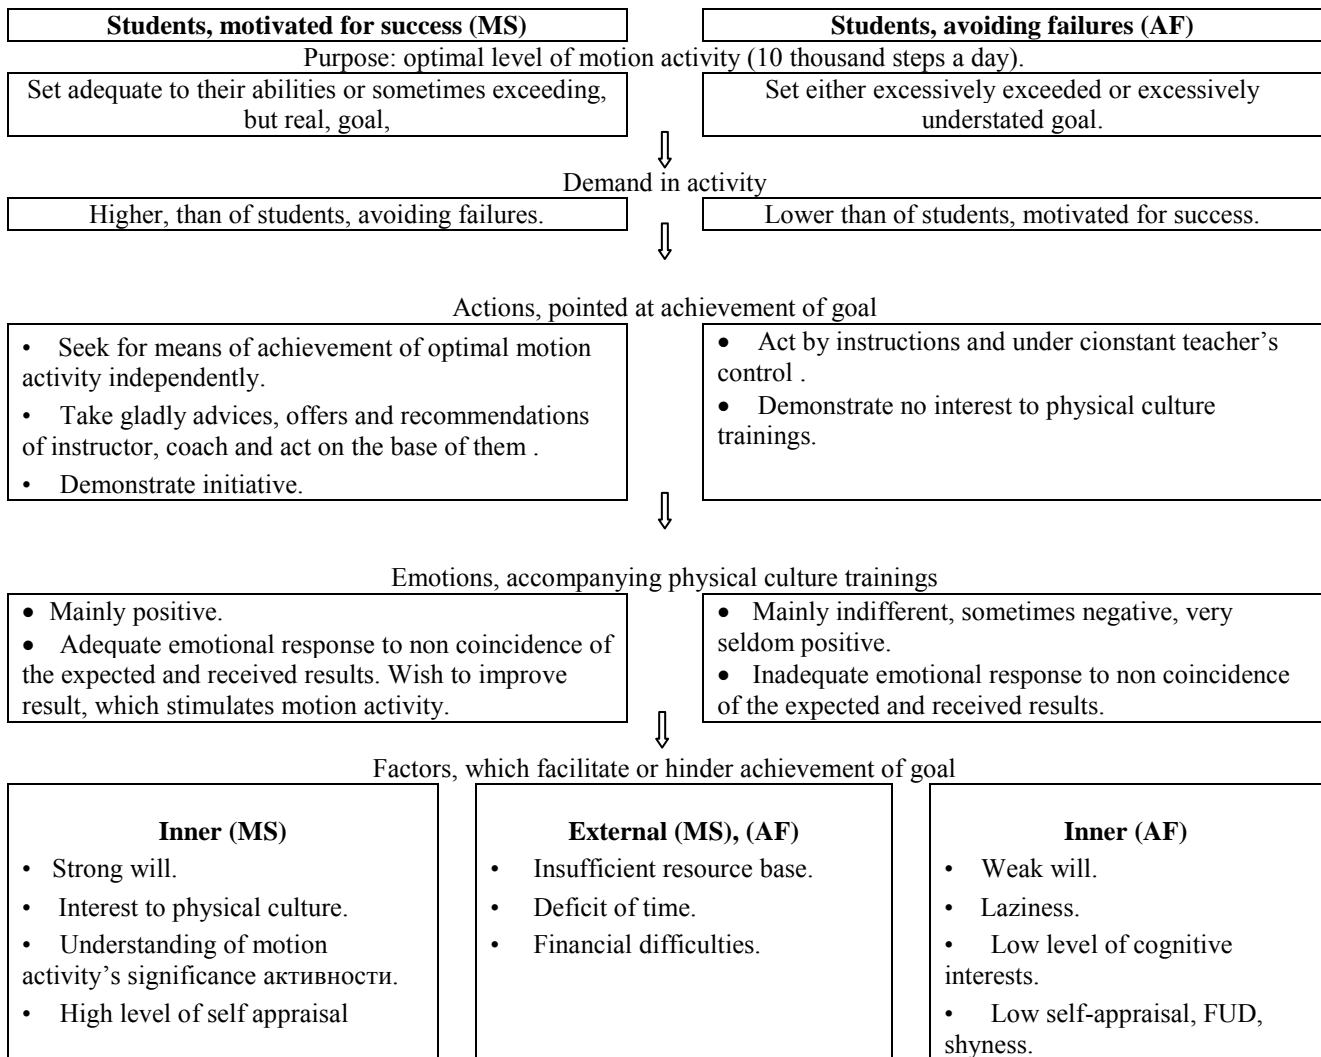 Students, motivated for success (MS)
Students, avoiding failures (AF)
Purpose: optimal level of motion activity (10 thousand steps a day).
Set adequate to their abilities or sometimes exceeding,
but real, goal,
Set either excessively exceeded or excessively
understated goal.
Demand in activity
Higher, than of students, avoiding failures.
Lower than of students, motivated for success.
Actions, pointed at achievement of goal
• Seek for means of achievement of optimal motion
activity independently.
• Take gladly advices, offers and recommendations
of instructor, coach and act on the base of them .
• Demonstrate initiative.
• Act by instructions and under cionstant teacher’s
control .
• Demonstrate no interest to physical culture
trainings.
Emotions, accompanying physical culture trainings
• Mainly positive.
• Adequate emotional response to non coincidence of
the expected and received results. Wish to improve
result, which stimulates motion activity.
• Mainly indifferent, sometimes negative, very
seldom positive.
• Inadequate emotional response to non coincidence
of the expected and received results.
Factors, which facilitate or hinder achievement of goal
Inner (MS)
• Strong will.
• Interest to physical culture.
• Understanding of motion
activity’s significance активности.
• High level of self appraisal
External (MS), (AF)
• Insufficient resource base.
• Deficit of time.
• Financial difficulties.
Inner (AF)
• Weak will.
• Laziness.
• Low level of cognitive
interests.
• Low self-appraisal, FUD,
shyness.